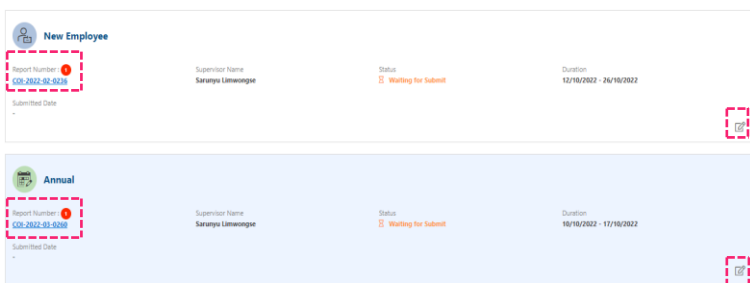 New Employee
Report Number : 1
COI-2022-02-0236
Supervisor Name
Sarunyu Limwongse
Status
Waiting for Submit
Duration
12/10/2022 - 26/10/2022
Submitted Date
-
Annual
Report Number : 1
COI-2022-03-0260
Supervisor Name
Sarunyu Limwongse
Status
Waiting for Submit
Duration
10/10/2022 - 17/10/2022
Submitted Date
-